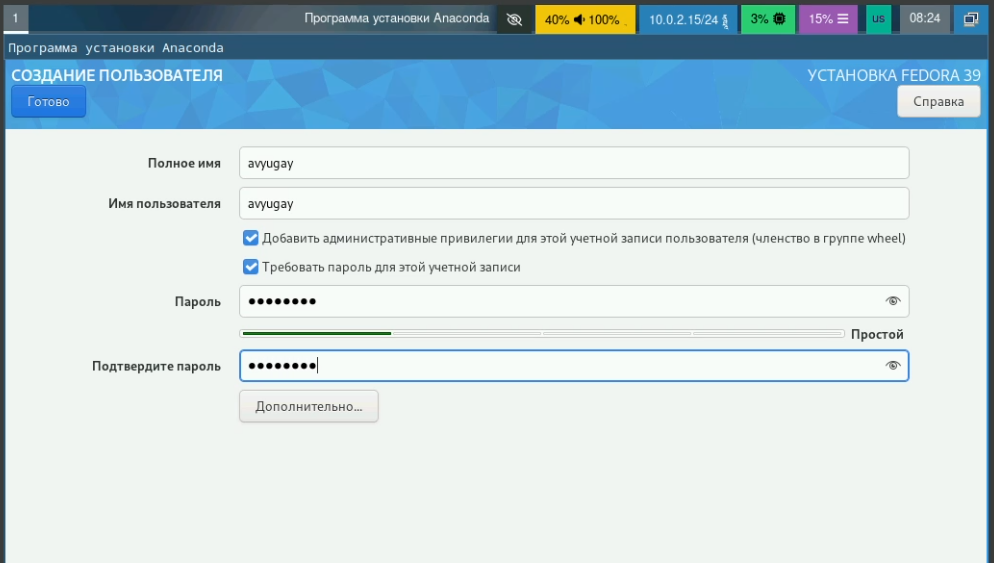 1 Программа установки Anaconda 40% 100% 10.0.2.15/24 3% 15% us 08:24
Программа установки Anaconda
СОЗДАНИЕ ПОЛЬЗОВАТЕЛЯ УСТАНОВКА FEDORA 39
Готово Справка
Полное имя avyugay
Имя пользователя avyugay
Добавить административные привилегии для этой учетной записи пользователя (членство в группе wheel)
Требовать пароль для этой учетной записи
Пароль ●●●●●●●●
Простой
Подтвердите пароль ●●●●●●●●
Дополнительно...